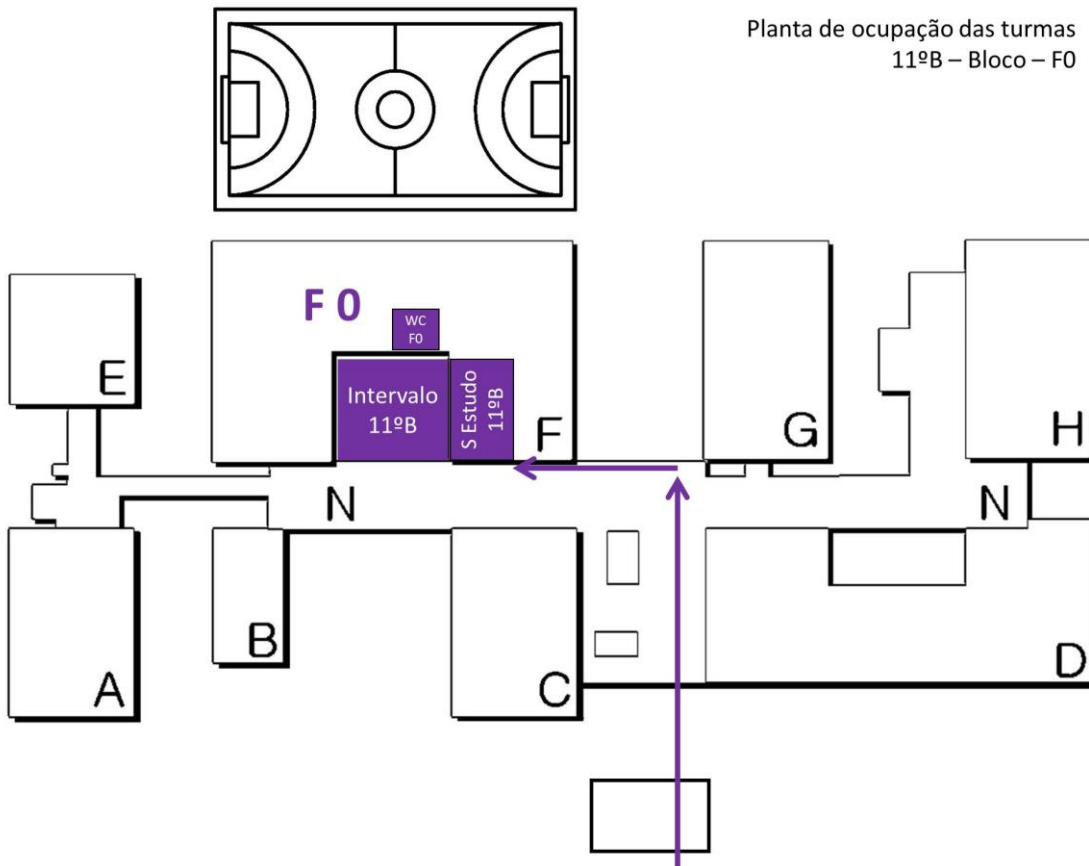 Planta de ocupação das turmas
11ºB – Bloco – F0
F 0
WC
F0
E
Intervalo
11ºB
S Estudo
11ºB
F
G
H
N
N
A
B
C
D